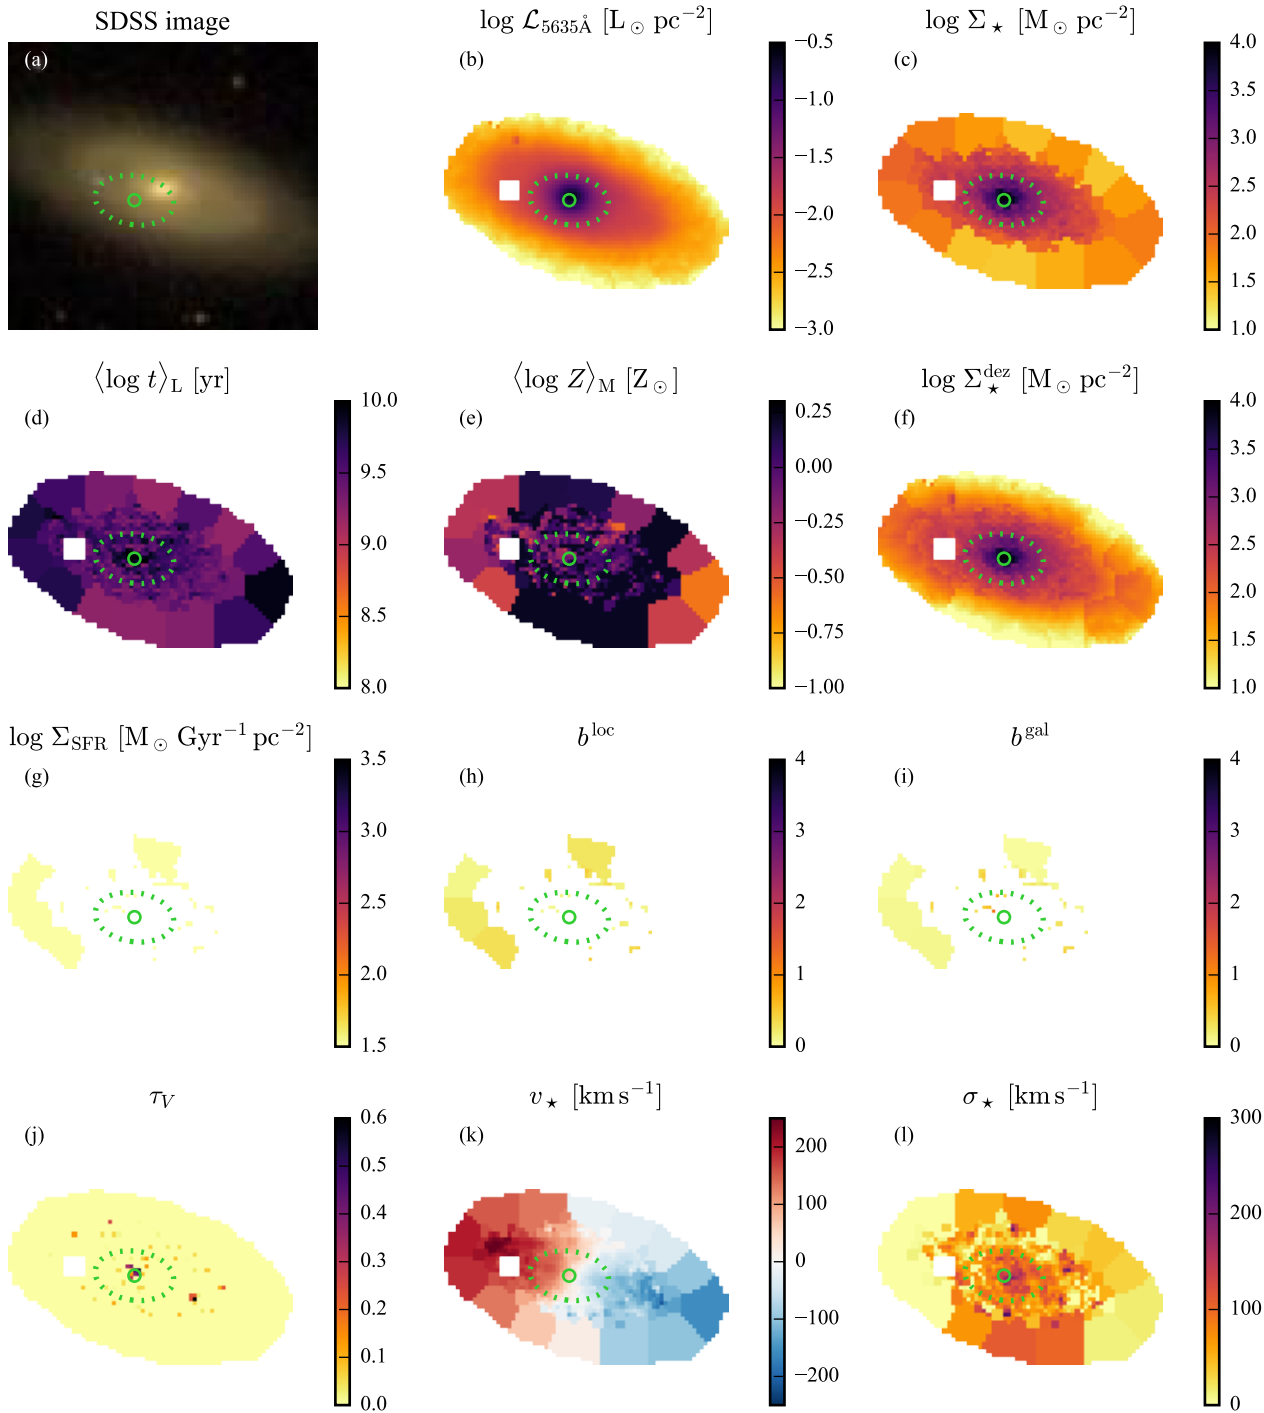 SDSS image
(a)
log ℒ₅₆₃₅Å [L⊙ pc⁻²]
(b)
−0.5
−1.0
−1.5
−2.0
−2.5
−3.0
log Σ⋆ [M⊙ pc⁻²]
(c)
4.0
3.5
3.0
2.5
2.0
1.5
1.0
⟨log t⟩L [yr]
(d)
10.0
9.5
9.0
8.5
8.0
⟨log Z⟩M [Z⊙]
(e)
0.25
0.00
−0.25
−0.50
−0.75
−1.00
log Σ⋆^dez [M⊙ pc⁻²]
(f)
4.0
3.5
3.0
2.5
2.0
1.5
1.0
log ΣSFR [M⊙ Gyr⁻¹ pc⁻²]
(g)
3.5
3.0
2.5
2.0
1.5
b^loc
(h)
4
3
2
1
0
b^gal
(i)
4
3
2
1
0
τV
(j)
0.6
0.5
0.4
0.3
0.2
0.1
0.0
v⋆ [km s⁻¹]
(k)
200
100
0
−100
−200
σ⋆ [km s⁻¹]
(l)
300
200
100
0